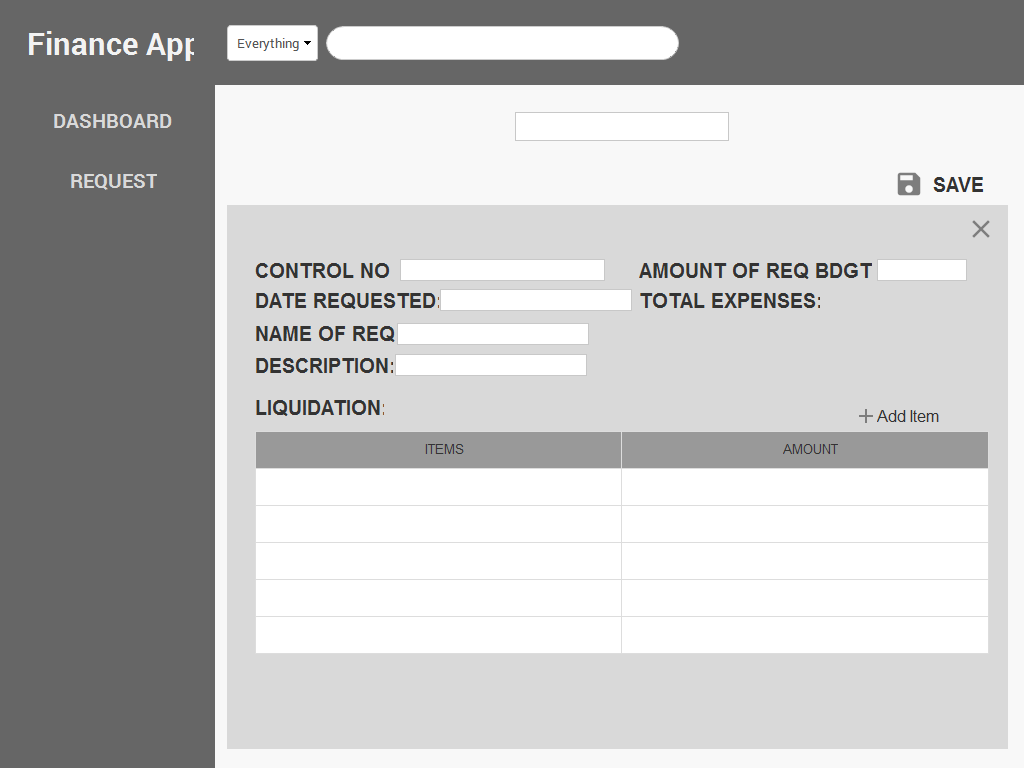 Finance App
Everything
DASHBOARD
REQUEST
SAVE
CONTROL NO
AMOUNT OF REQ BDGT
DATE REQUESTED:
TOTAL EXPENSES:
NAME OF REQ
DESCRIPTION:
LIQUIDATION:
Add Item
ITEMS
AMOUNT